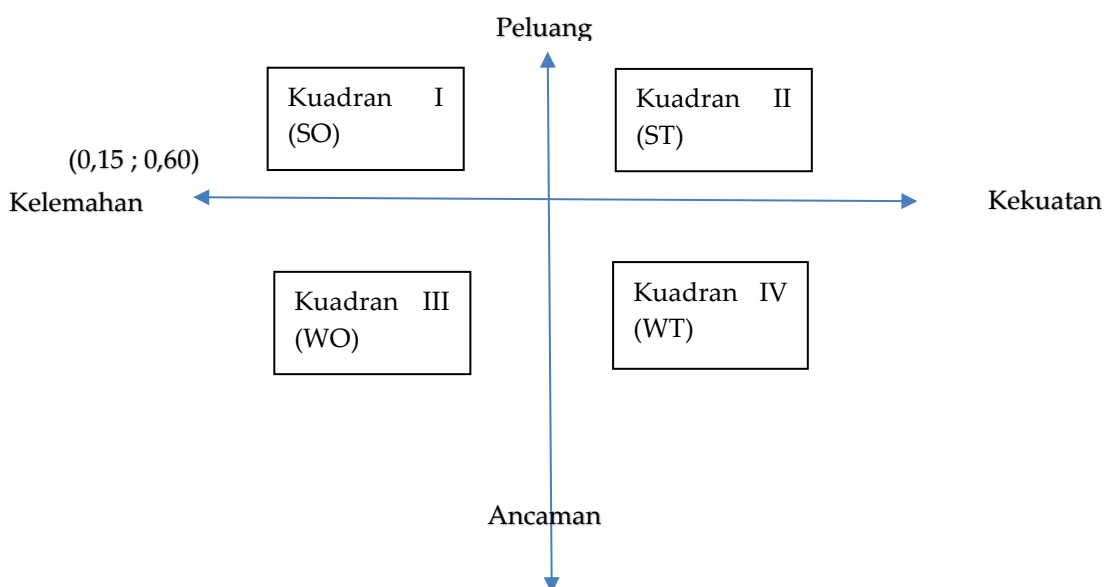 Peluang
Kuadran I
(SO)
Kuadran II
(ST)
(0,15 ; 0,60)
Kelemahan
Kekuatan
Kuadran III
(WO)
Kuadran IV
(WT)
Ancaman